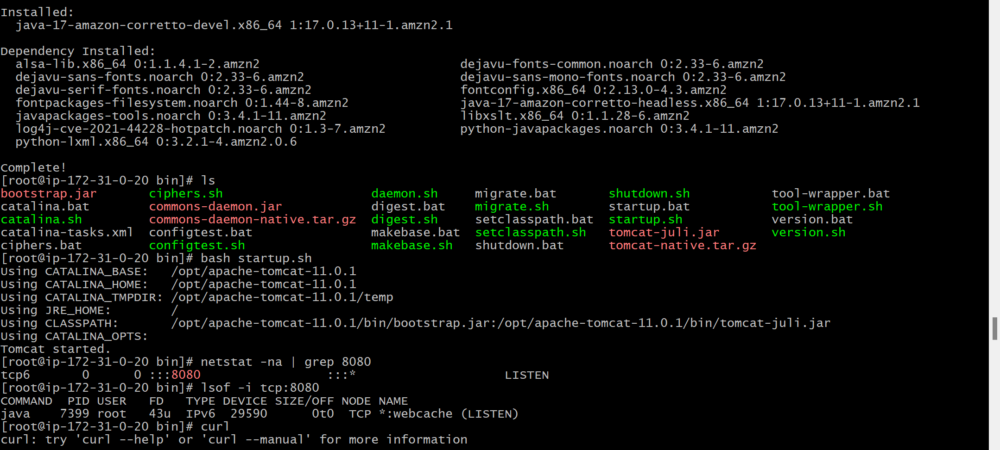 Installed:
  java-17-amazon-corretto-devel.x86_64 1:17.0.13+11-1.amzn2.1

Dependency Installed:
  alsa-lib.x86_64 0:1.1.4.1-2.amzn2                           dejavu-fonts-common.noarch 0:2.33-6.amzn2
  dejavu-sans-fonts.noarch 0:2.33-6.amzn2                     dejavu-sans-mono-fonts.noarch 0:2.33-6.amzn2
  dejavu-serif-fonts.noarch 0:2.33-6.amzn2                    fontconfig.x86_64 0:2.13.0-4.3.amzn2
  fontpackages-filesystem.noarch 0:1.44-8.amzn2               java-17-amazon-corretto-headless.x86_64 1:17.0.13+11-1.amzn2.1
  javapackages-tools.noarch 0:3.4.1-11.amzn2                  libxslt.x86_64 0:1.1.28-6.amzn2
  log4j-cve-2021-44228-hotpatch.noarch 0:1.3-7.amzn2          python-javapackages.noarch 0:3.4.1-11.amzn2
  python-lxml.x86_64 0:3.2.1-4.amzn2.0.6

Complete!
[root@ip-172-31-0-20 bin]# ls
bootstrap.jar       ciphers.sh                    daemon.sh     migrate.bat       shutdown.sh           tool-wrapper.bat
catalina.bat        commons-daemon.jar            digest.bat    migrate.sh        startup.bat           tool-wrapper.sh
catalina.sh         commons-daemon-native.tar.gz  digest.sh     setclasspath.bat  startup.sh            version.bat
catalina-tasks.xml  configtest.bat                makebase.bat  setclasspath.sh   tomcat-juli.jar       version.sh
ciphers.bat         configtest.sh                 makebase.sh   shutdown.bat      tomcat-native.tar.gz
[root@ip-172-31-0-20 bin]# bash startup.sh
Using CATALINA_BASE:   /opt/apache-tomcat-11.0.1
Using CATALINA_HOME:   /opt/apache-tomcat-11.0.1
Using CATALINA_TMPDIR: /opt/apache-tomcat-11.0.1/temp
Using JRE_HOME:        /
Using CLASSPATH:       /opt/apache-tomcat-11.0.1/bin/bootstrap.jar:/opt/apache-tomcat-11.0.1/bin/tomcat-juli.jar
Using CATALINA_OPTS:
Tomcat started.
[root@ip-172-31-0-20 bin]# netstat -na | grep 8080
tcp6       0      0 :::8080                 :::*                    LISTEN
[root@ip-172-31-0-20 bin]# lsof -i tcp:8080
COMMAND  PID USER   FD   TYPE DEVICE SIZE/OFF NODE NAME
java    7399 root   43u  IPv6  29590      0t0  TCP *:webcache (LISTEN)
[root@ip-172-31-0-20 bin]# curl
curl: try 'curl --help' or 'curl --manual' for more information